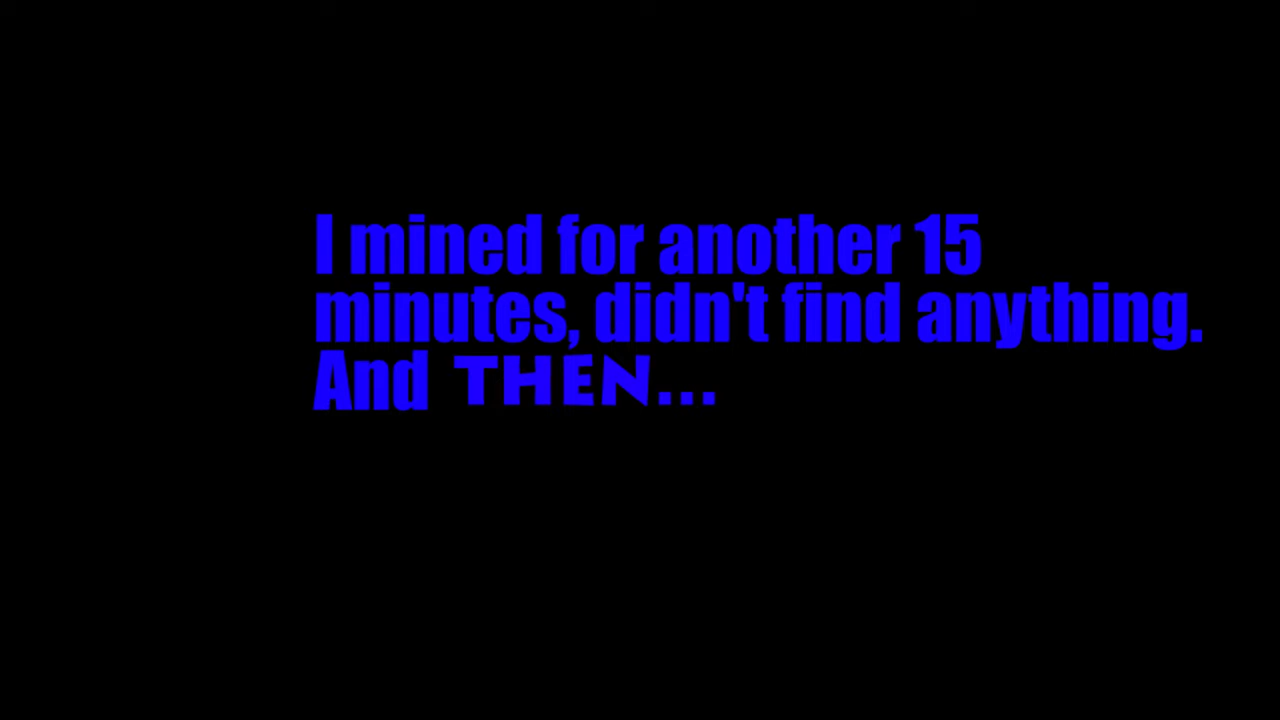 I mined for another 15
minutes, didn't find anything.
And THEN...